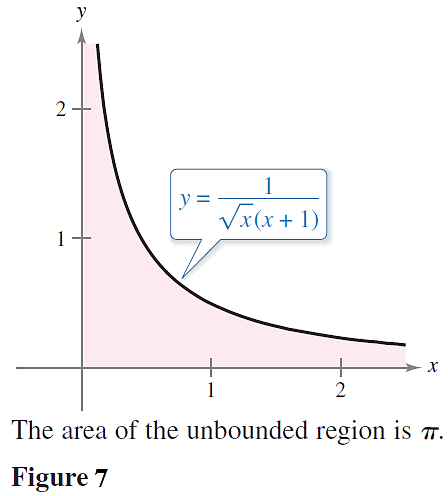 y
2
y = 1 / √x(x + 1)
1
x
1 2
The area of the unbounded region is π.
Figure 7